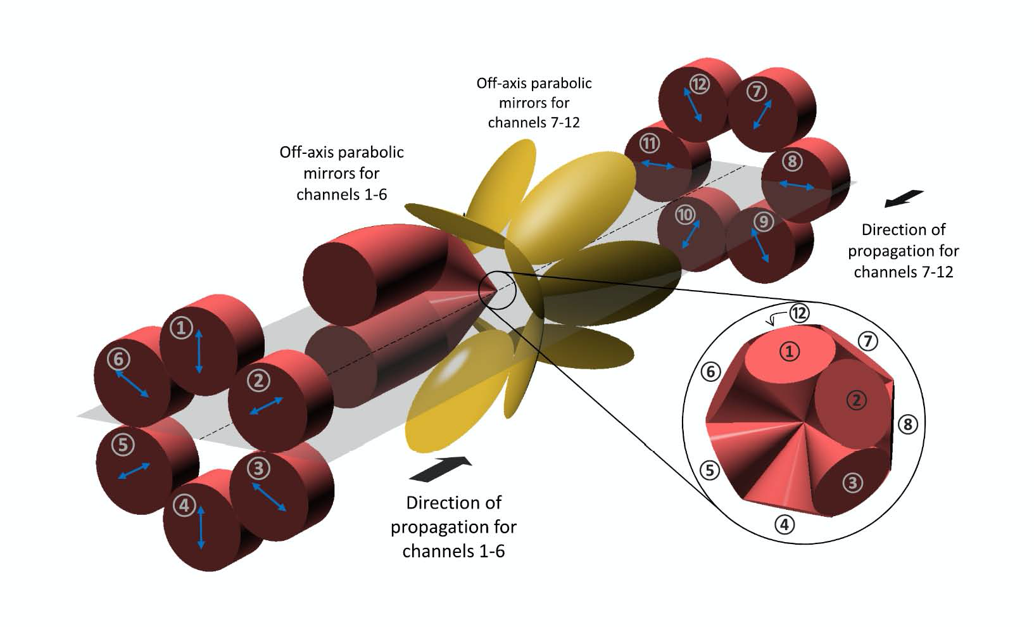 Off-axis parabolic
mirrors for
channels 7-12
Off-axis parabolic
mirrors for
channels 1-6
⑫
⑦
⑪
⑧
⑩
⑨
Direction of
propagation for
channels 7-12
①
⑥
②
⑤
③
④
Direction of
propagation for
channels 1-6
⑫
①
⑦
⑥
②
⑧
⑤
③
④